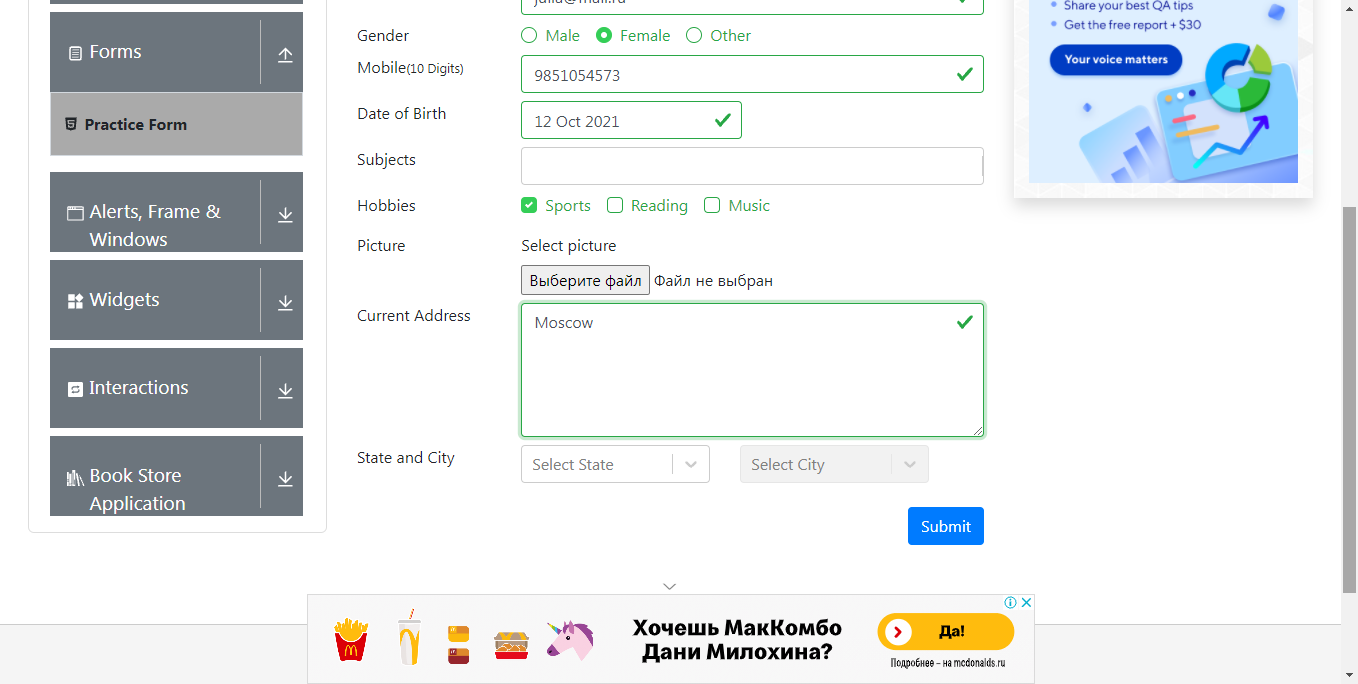 Forms
Practice Form
Alerts, Frame &
Windows
Widgets
Interactions
Book Store
Application
Gender
Male
Female
Other
Mobile(10 Digits)
9851054573
Date of Birth
12 Oct 2021
Subjects
Hobbies
Sports
Reading
Music
Picture
Select picture
Выберите файл
Файл не выбран
Current Address
Moscow
State and City
Select State
Select City
Submit
Share your best QA tips
Get the free report + $30
Your voice matters
Хочешь МакКомбо
Дани Милохина?
Да!
Подробнее – на mcdonalds.ru